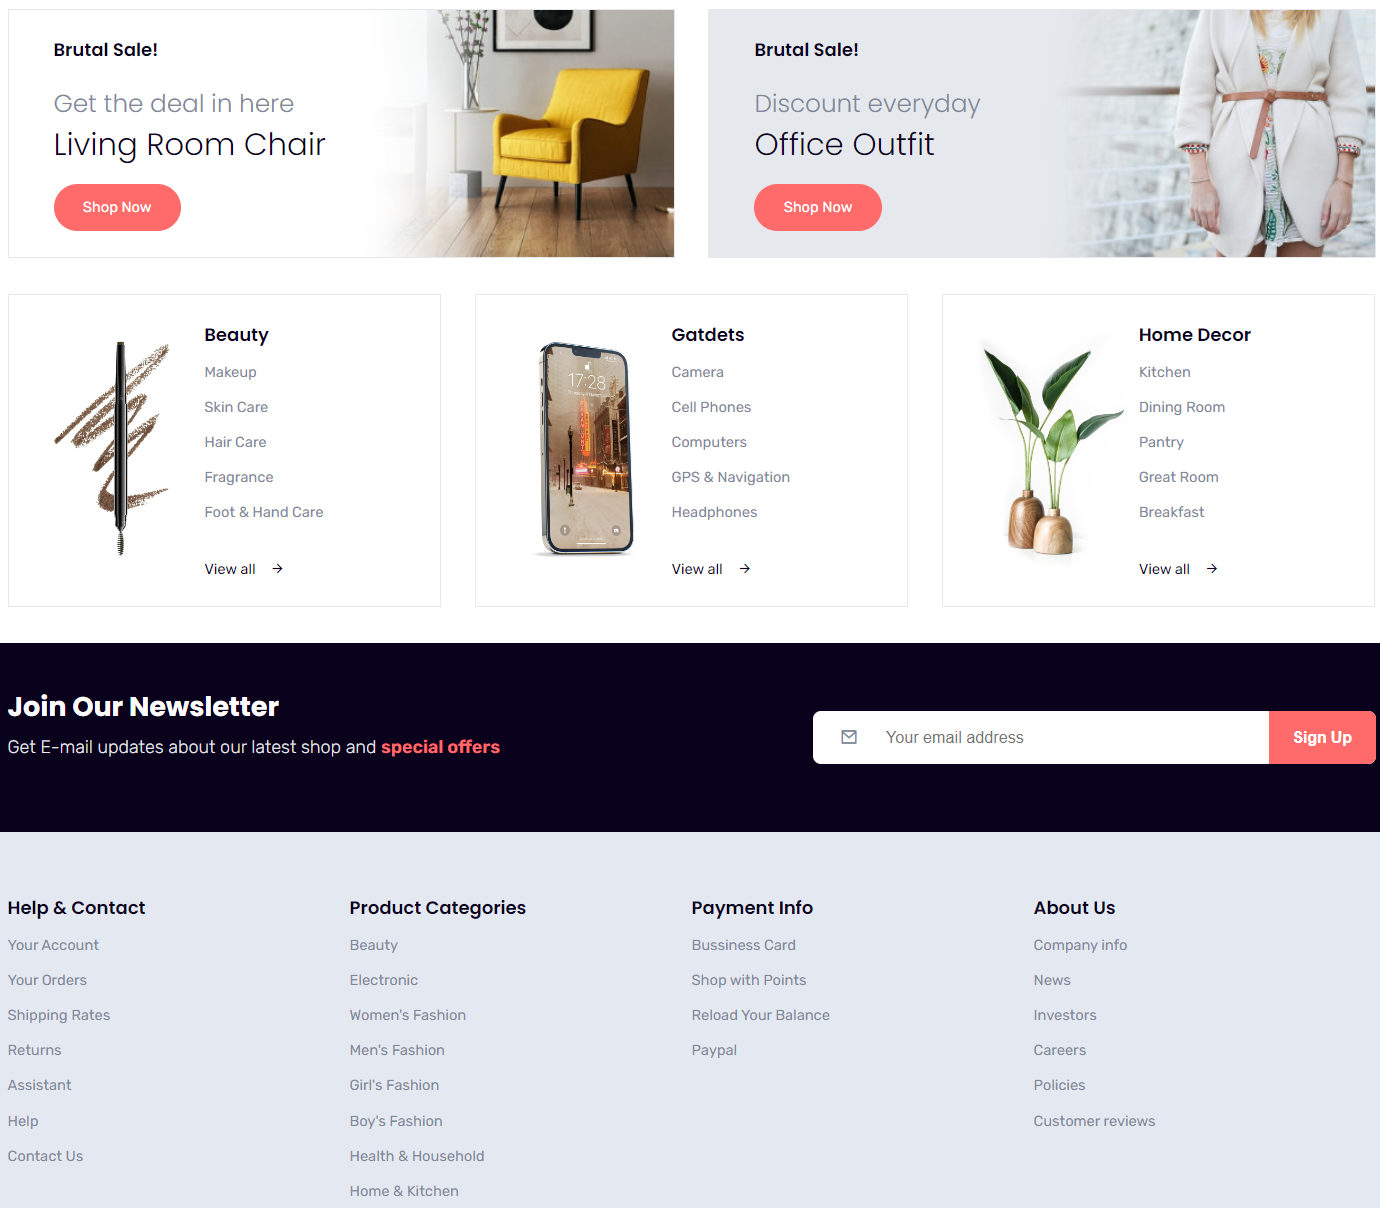 Brutal Sale!
Get the deal in here
Living Room Chair
Shop Now
Brutal Sale!
Discount everyday
Office Outfit
Shop Now
Beauty
Makeup
Skin Care
Hair Care
Fragrance
Foot & Hand Care
View all
17:28
Gatdets
Camera
Cell Phones
Computers
GPS & Navigation
Headphones
View all
Home Decor
Kitchen
Dining Room
Pantry
Great Room
Breakfast
View all
Join Our Newsletter
Get E-mail updates about our latest shop and special offers
Your email address
Sign Up
Help & Contact
Your Account
Your Orders
Shipping Rates
Returns
Assistant
Help
Contact Us
Product Categories
Beauty
Electronic
Women's Fashion
Men's Fashion
Girl's Fashion
Boy's Fashion
Health & Household
Home & Kitchen
Payment Info
Bussiness Card
Shop with Points
Reload Your Balance
Paypal
About Us
Company info
News
Investors
Careers
Policies
Customer reviews